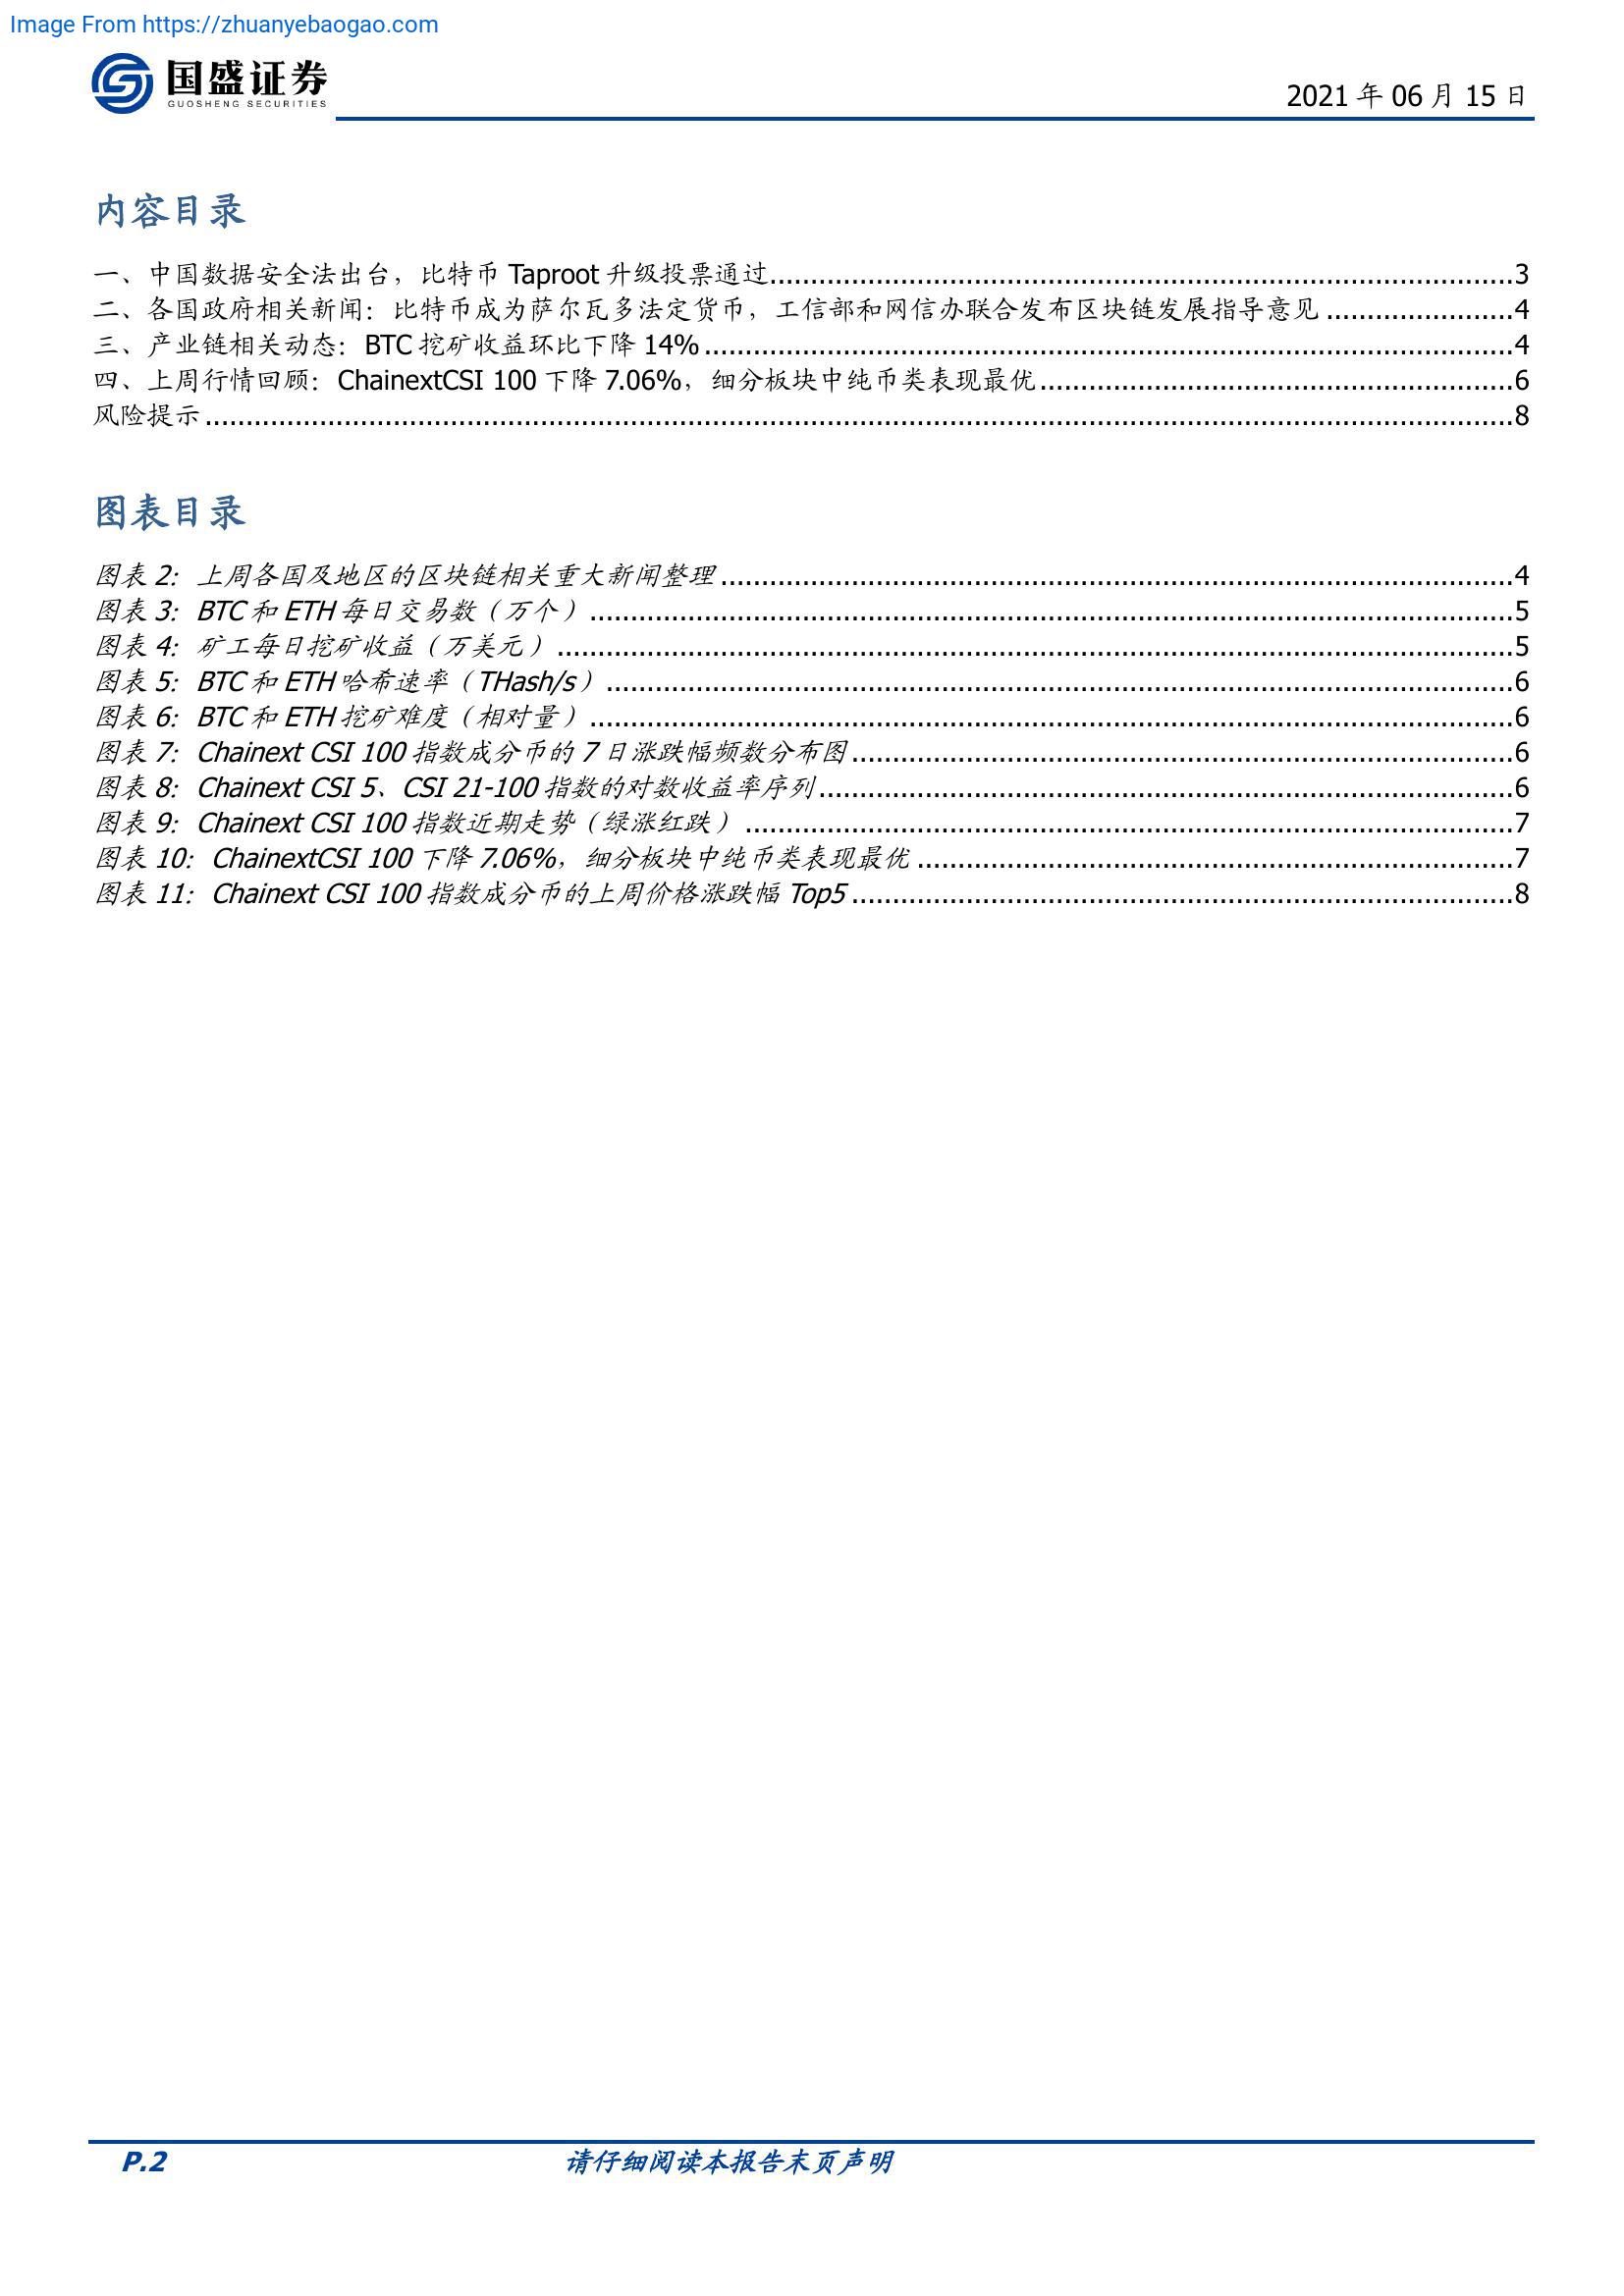 Image From https://zhuanyebaogao.com
国盛证券
GUOSHENG SECURITIES
2021 年 06 月 15 日
内容目录
一、中国数据安全法出台，比特币 Taproot 升级投票通过..........3
二、各国政府相关新闻：比特币成为萨尔瓦多法定货币，工信部和网信办联合发布区块链发展指导意见..........4
三、产业链相关动态：BTC 挖矿收益环比下降 14%..........4
四、上周行情回顾：ChainextCSI 100 下降 7.06%，细分板块中纯币类表现最优..........6
风险提示..........8
图表目录
图表 2：上周各国及地区的区块链相关重大新闻整理..........4
图表 3：BTC 和 ETH 每日交易数（万个）..........5
图表 4：矿工每日挖矿收益（万美元）..........5
图表 5：BTC 和 ETH 哈希速率（THash/s）..........6
图表 6：BTC 和 ETH 挖矿难度（相对量）..........6
图表 7：Chainext CSI 100 指数成分币的 7 日涨跌幅频数分布图..........6
图表 8：Chainext CSI 5、CSI 21-100 指数的对数收益率序列..........6
图表 9：Chainext CSI 100 指数近期走势（绿涨红跌）..........7
图表 10：ChainextCSI 100 下降 7.06%，细分板块中纯币类表现最优..........7
图表 11：Chainext CSI 100 指数成分币的上周价格涨跌幅 Top5..........8
P.2
请仔细阅读本报告末页声明